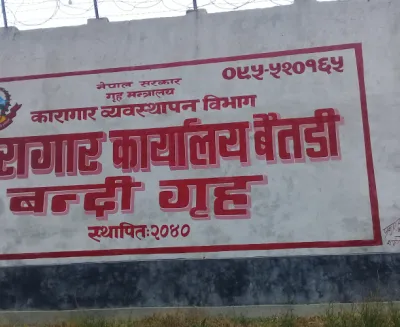 ०९५-५२०१६५
नेपाल सरकार
गृह मन्त्रालय
कारागार व्यवस्थापन विभाग
रागार कार्यालय बैतडी
बन्दी गृह
स्थापित:२०४०